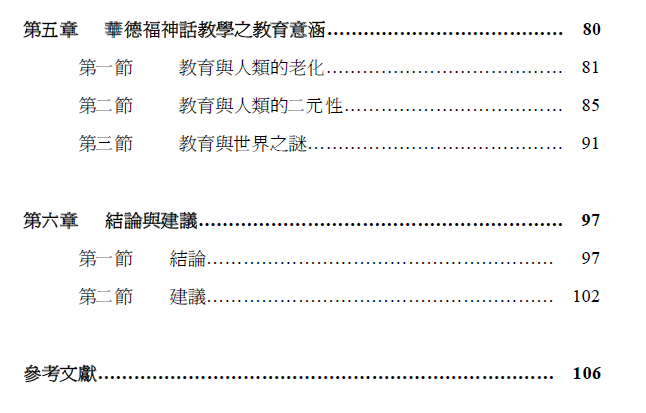 第五章 華德福神話教學之教育意涵…………………………………… 80
第一節 教育與人類的老化………………………………… 81
第二節 教育與人類的二元性……………………………… 85
第三節 教育與世界之謎…………………………………… 91
第六章 結論與建議…………………………………………………… 97
第一節 結論………………………………………………… 97
第二節 建議………………………………………………… 102
參考文獻………………………………………………………………… 106